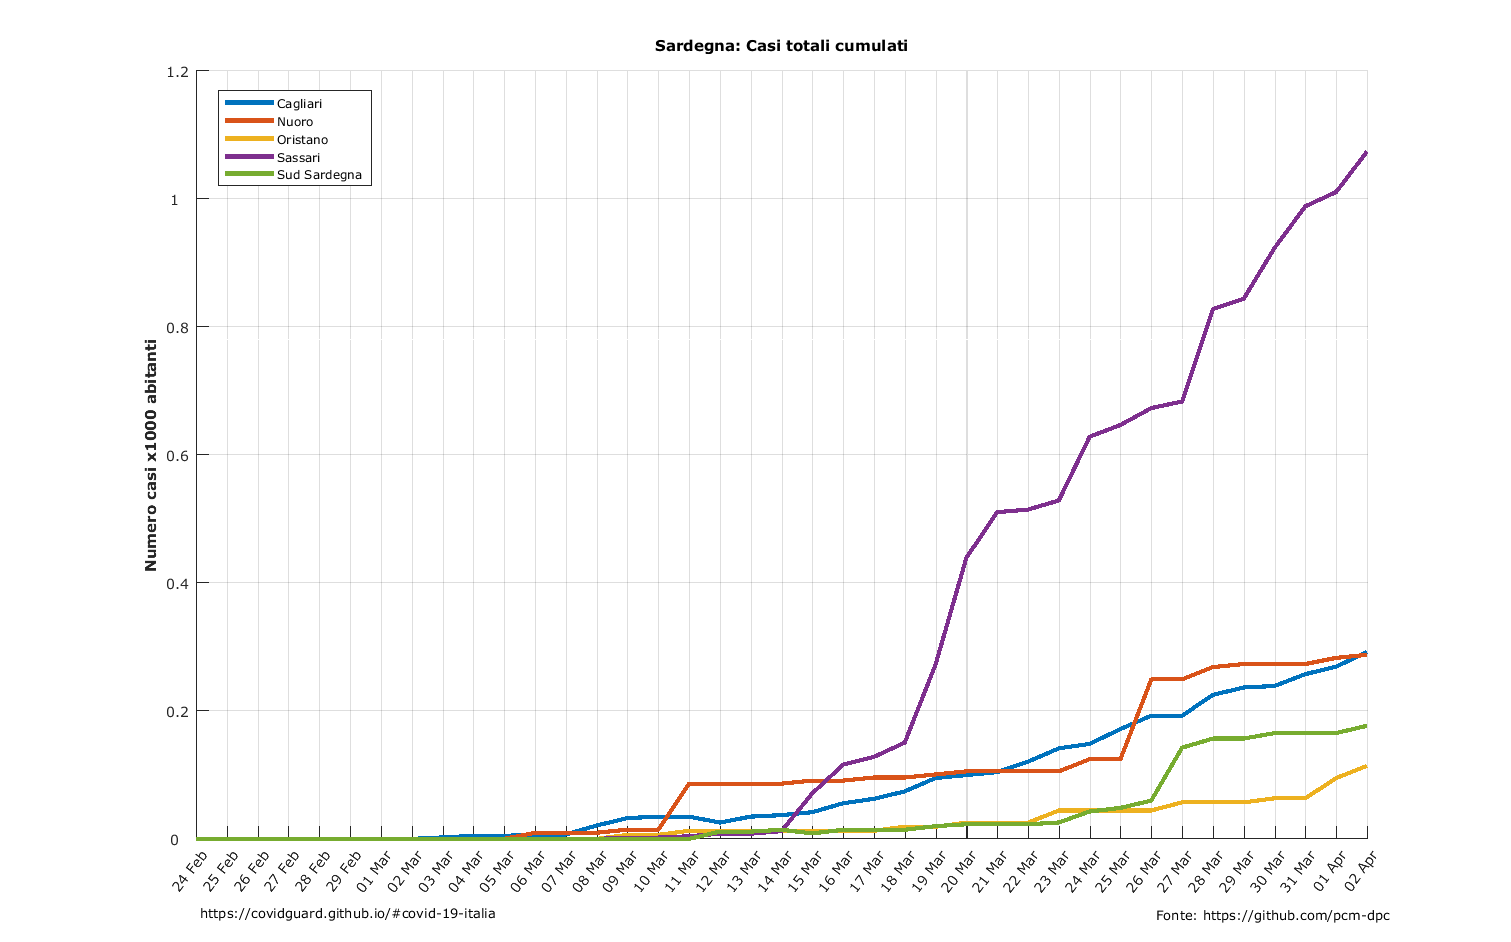 Sardegna: Casi totali cumulati
1.2
1
0.8
0.6
0.4
0.2
0
Numero casi x1000 abitanti
Cagliari
Nuoro
Oristano
Sassari
Sud Sardegna
24 Feb
25 Feb
26 Feb
27 Feb
28 Feb
29 Feb
01 Mar
02 Mar
03 Mar
04 Mar
05 Mar
06 Mar
07 Mar
08 Mar
09 Mar
10 Mar
11 Mar
12 Mar
13 Mar
14 Mar
15 Mar
16 Mar
17 Mar
18 Mar
19 Mar
20 Mar
21 Mar
22 Mar
23 Mar
24 Mar
25 Mar
26 Mar
27 Mar
28 Mar
29 Mar
30 Mar
31 Mar
01 Apr
02 Apr
https://covidguard.github.io/#covid-19-italia
Fonte: https://github.com/pcm-dpc